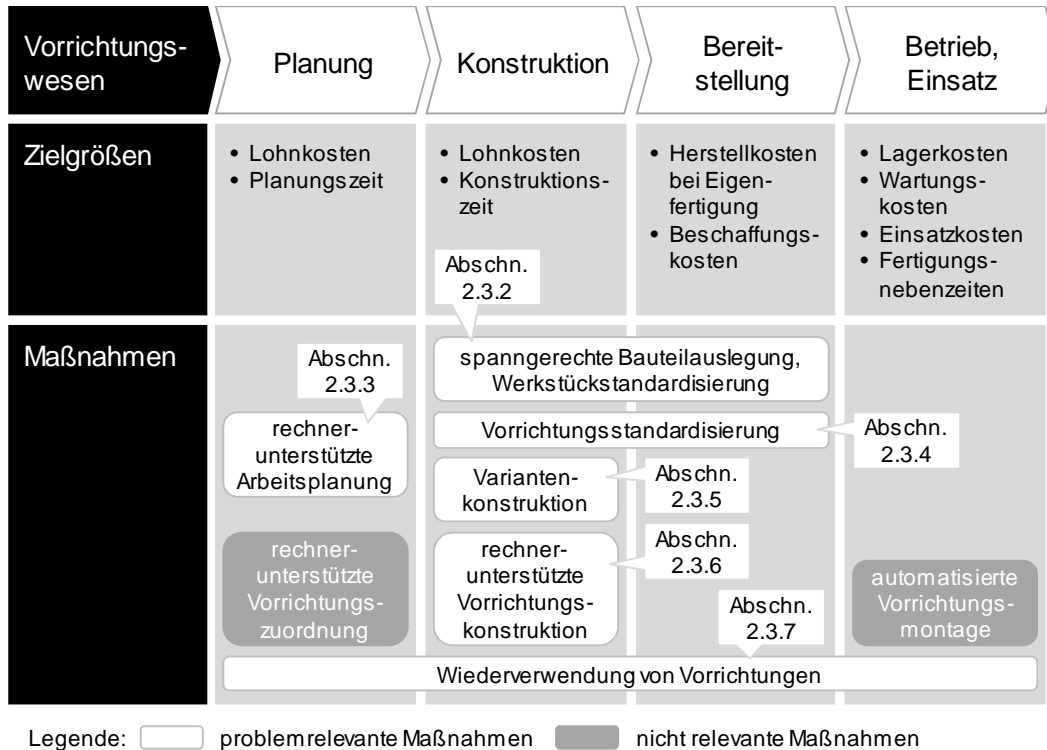 Vorrichtungs-
wesen
Planung
Konstruktion
Bereit-
stellung
Betrieb,
Einsatz
Zielgrößen
• Lohnkosten
• Planungszeit
• Lohnkosten
• Konstruktions-
zeit
• Herstellkosten
bei Eigen-
fertigung
• Beschaffungs-
kosten
• Lagerkosten
• Wartungs-
kosten
• Einsatzkosten
• Fertigungs-
nebenzeiten
Abschn.
2.3.2
Maßnahmen
Abschn.
2.3.3
spanngerechte Bauteilauslegung,
Werkstückstandardisierung
rechner-
unterstützte
Arbeitsplanung
Vorrichtungsstandardisierung
Abschn.
2.3.4
Varianten-
konstruktion
Abschn.
2.3.5
rechner-
unterstützte
Vorrichtungs-
zuordnung
rechner-
unterstützte
Vorrichtungs-
konstruktion
Abschn.
2.3.6
automatisierte
Vorrichtungs-
montage
Abschn.
2.3.7
Wiederverwendung von Vorrichtungen
Legende: problemrelevante Maßnahmen nicht relevante Maßnahmen